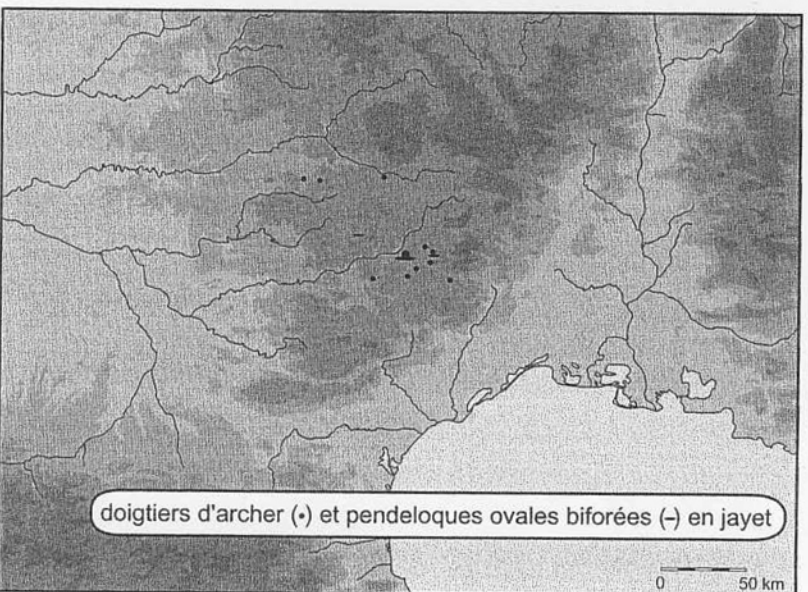 doigtiers d'archer (•) et pendeloques ovales biforées (–) en jayet
0 50 km